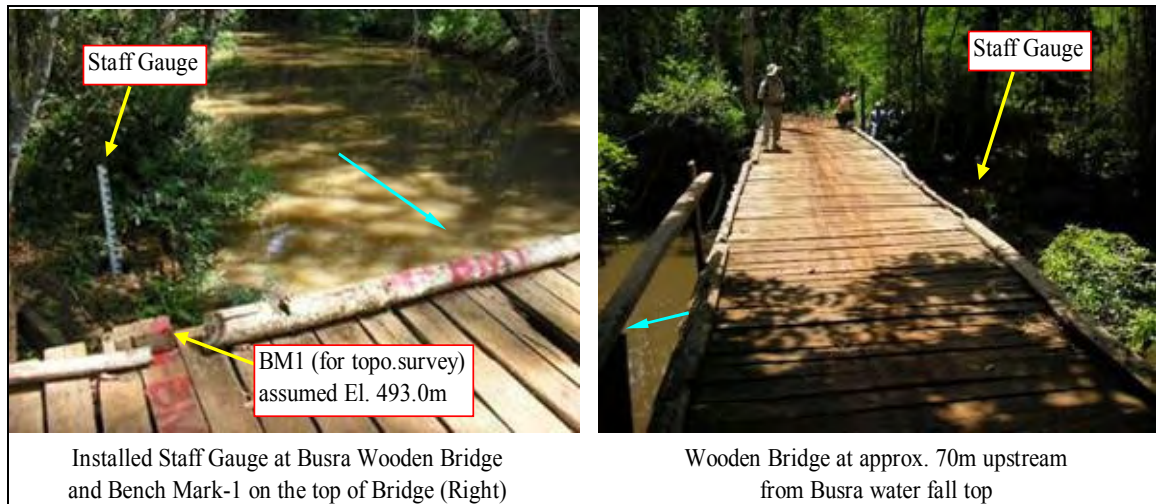 Staff Gauge
BM1 (for topo.survey)
assumed El. 493.0m
Installed Staff Gauge at Busra Wooden Bridge
and Bench Mark-1 on the top of Bridge (Right)
Staff Gauge
Wooden Bridge at approx. 70m upstream
from Busra water fall top